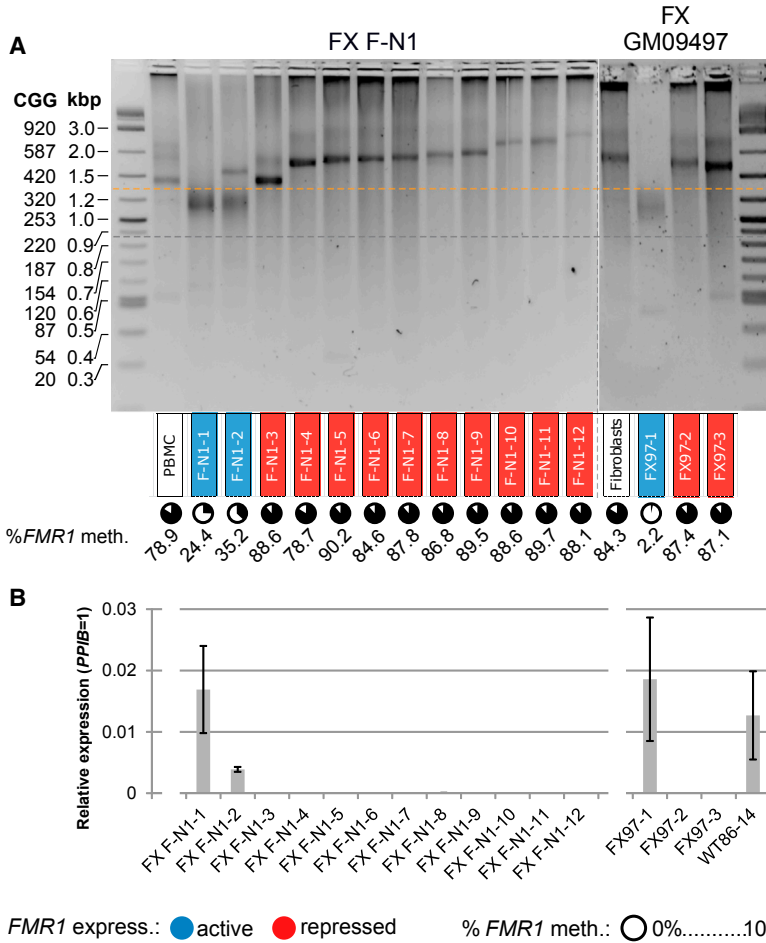 A
FX F-N1
FX
GM09497
CGG kbp
920 3.0
587 2.0
420 1.5
320 1.2
253 1.0
220 0.9
187 0.8
154 0.7
120 0.6
87 0.5
54 0.4
20 0.3
PBMC
F-N1-1
F-N1-2
F-N1-3
F-N1-4
F-N1-5
F-N1-6
F-N1-7
F-N1-8
F-N1-9
F-N1-10
F-N1-11
F-N1-12
Fibroblasts
FX97-1
FX97-2
FX97-3
%FMR1 meth.
78.9
24.4
35.2
88.6
78.7
90.2
84.6
87.8
86.8
89.5
88.6
89.7
88.1
84.3
2.2
87.4
87.1
B
Relative expression (PPIB=1)
0.03
0.02
0.01
0
FX F-N1-1
FX F-N1-2
FX F-N1-3
FX F-N1-4
FX F-N1-5
FX F-N1-6
FX F-N1-7
FX F-N1-8
FX F-N1-9
FX F-N1-10
FX F-N1-11
FX F-N1-12
FX97-1
FX97-2
FX97-3
WT86-14
FMR1 express.: active repressed % FMR1 meth.: 0%..........10